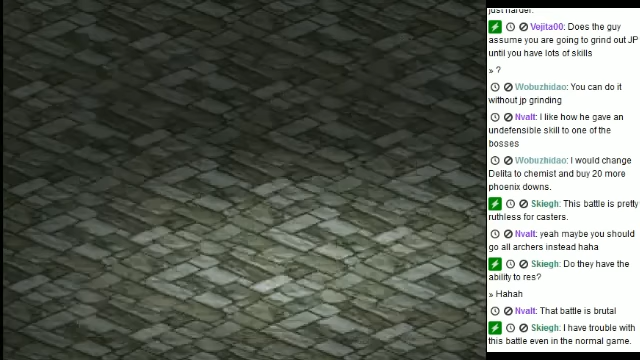 just harder.
Vejita00: Does the guy
assume you are going to grind out JP
until you have lots of skills
» ?
Wobuzhidao: You can do it
without jp grinding
Nvalt: I like how he gave an
undefensible skill to one of the
bosses
Wobuzhidao: I would change
Delita to chemist and buy 20 more
phoenix downs.
Skiegh: This battle is pretty
ruthless for casters.
Nvalt: yeah maybe you should
go all archers instead haha
Skiegh: Do they have the
ability to res?
» Hahah
Nvalt: That battle is brutal
Skiegh: I have trouble with
this battle even in the normal game.